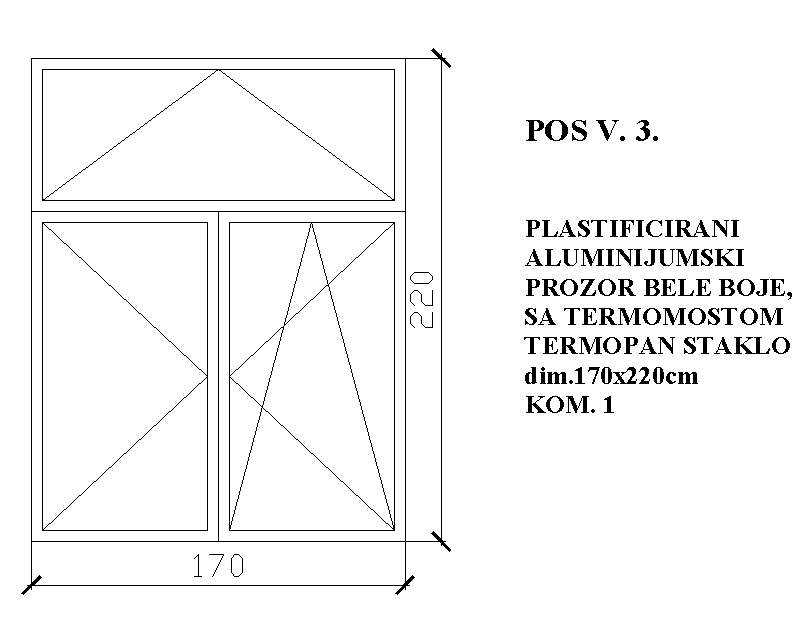 POS V. 3.
PLASTIFICIRANI
ALUMINIJUMSKI
PROZOR BELE BOJE,
SA TERMOMOSTOM
TERMOPAN STAKLO
dim.170x220cm
KOM. 1
220
170